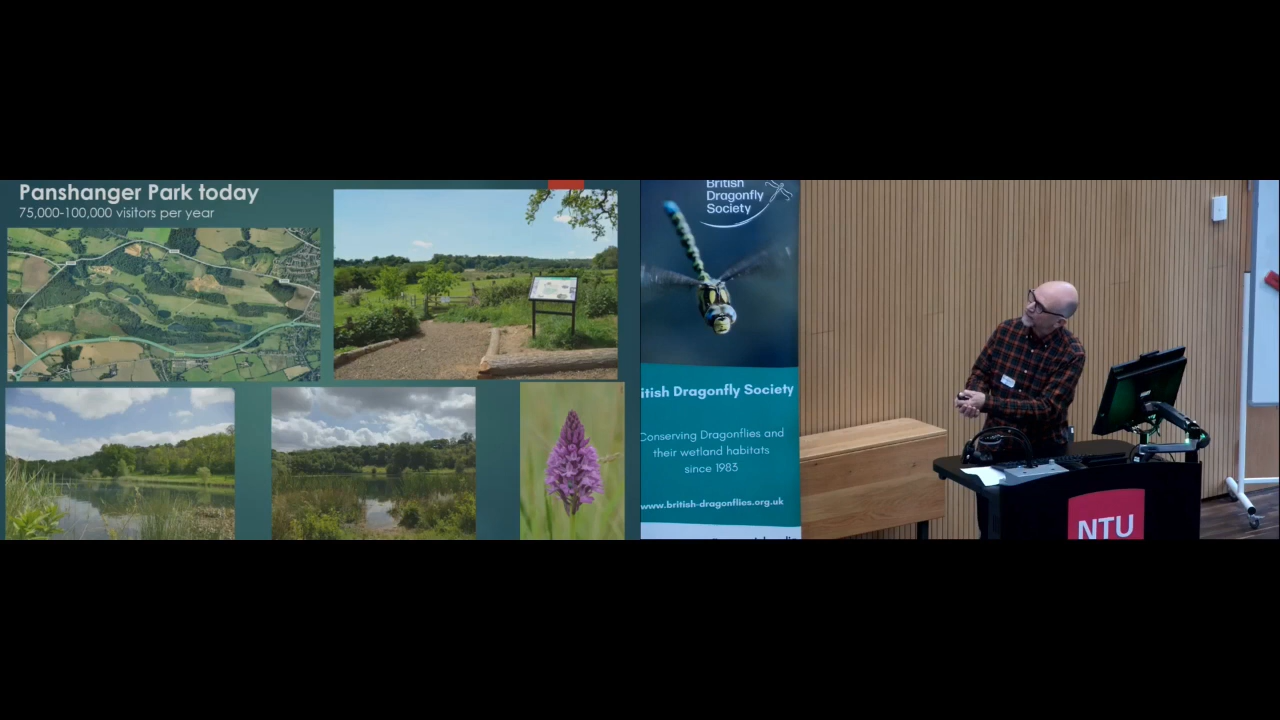 Panshanger Park today
75,000-100,000 visitors per year
British
Dragonfly
Society
itish Dragonfly Society
Conserving Dragonflies and
their wetland habitats
since 1983
www.british-dragonflies.org.uk
NTU